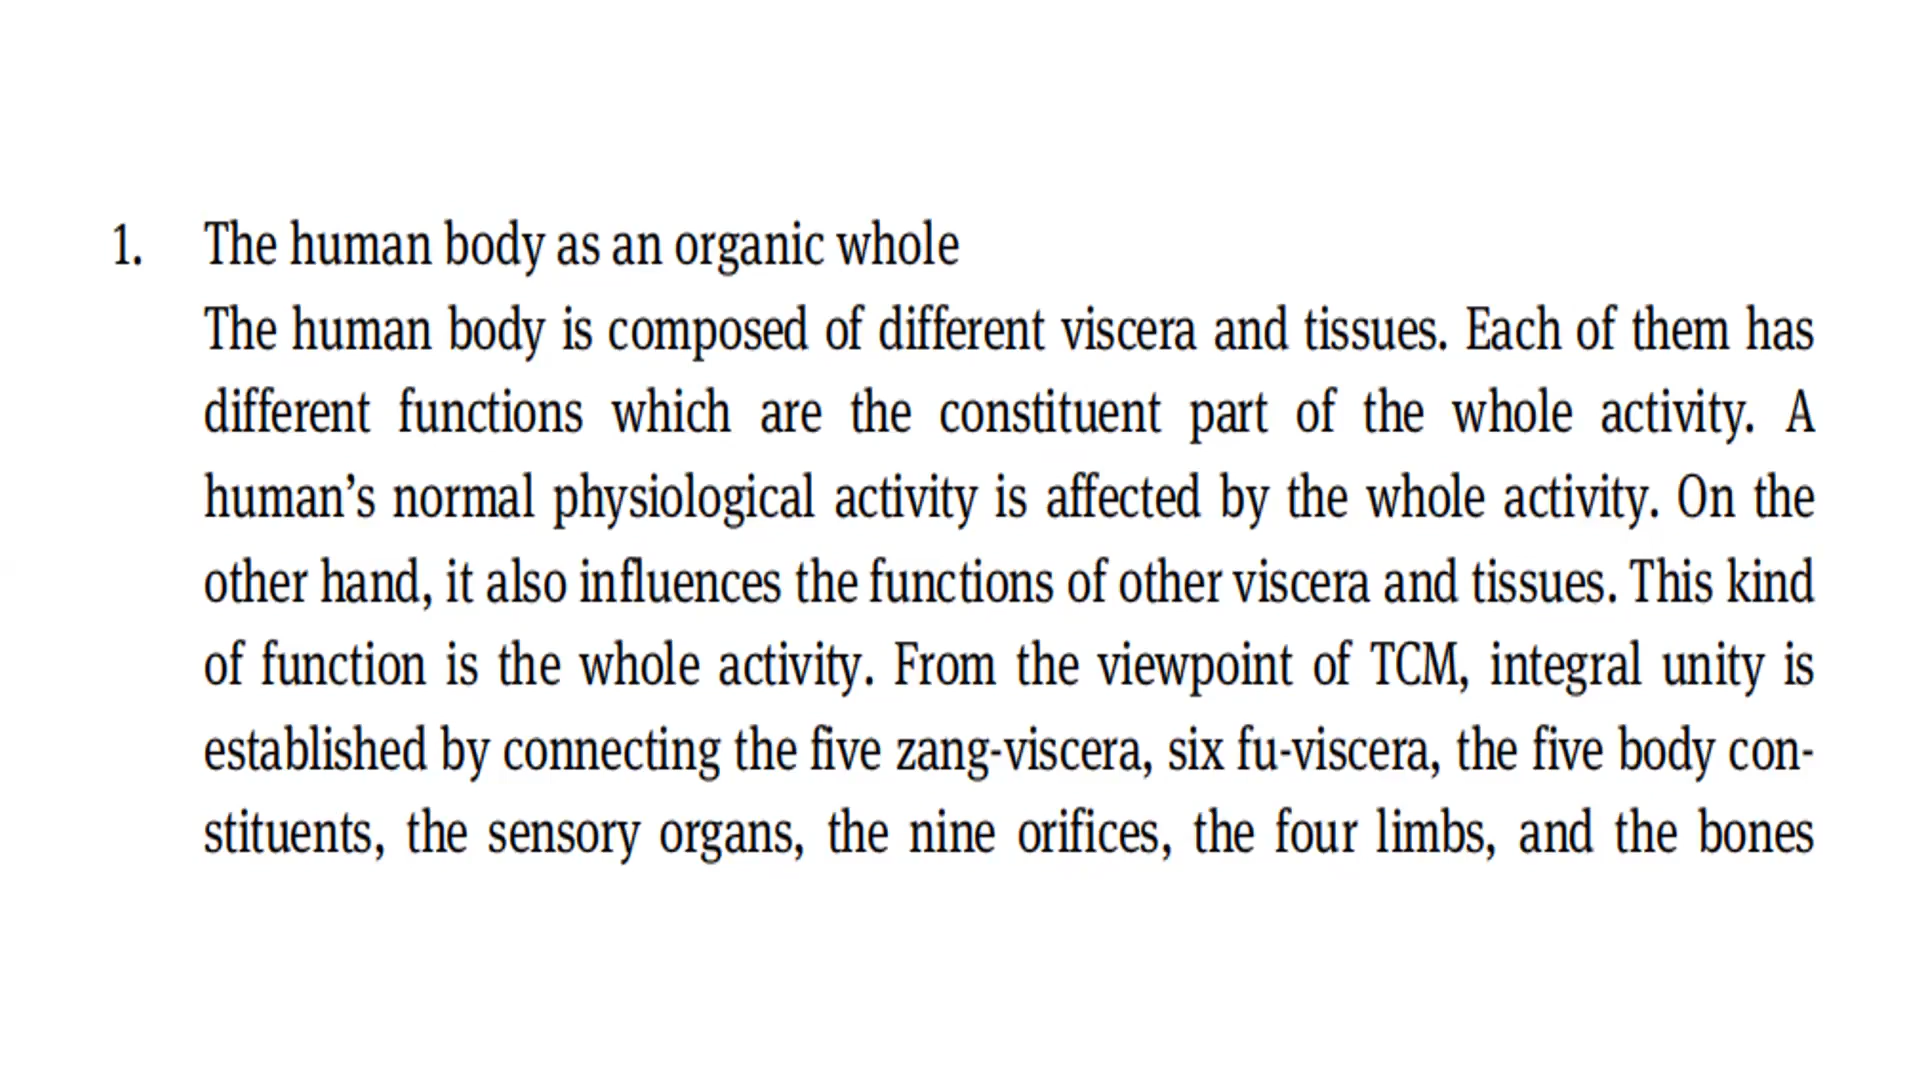 1. The human body as an organic whole
The human body is composed of different viscera and tissues. Each of them has
different functions which are the constituent part of the whole activity. A
human’s normal physiological activity is affected by the whole activity. On the
other hand, it also influences the functions of other viscera and tissues. This kind
of function is the whole activity. From the viewpoint of TCM, integral unity is
established by connecting the five zang-viscera, six fu-viscera, the five body con-
stituents, the sensory organs, the nine orifices, the four limbs, and the bones